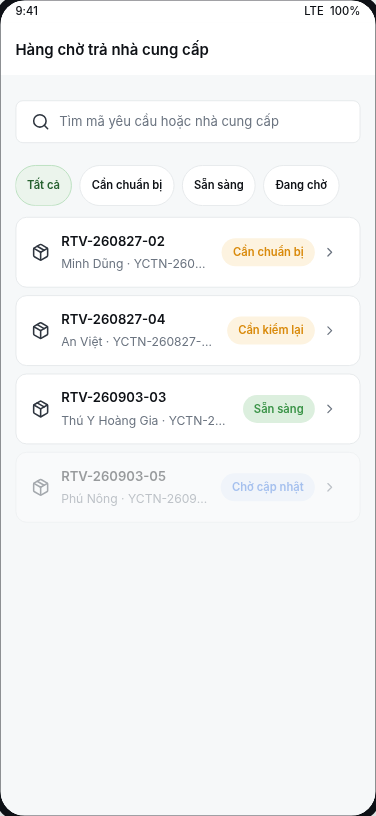 9:41 LTE 100%
Hàng chờ trả nhà cung cấp
Tìm mã yêu cầu hoặc nhà cung cấp
Tất cả Cần chuẩn bị Sẵn sàng Đang chờ
RTV-260827-02
Minh Dũng · YCTN-260...
Cần chuẩn bị
RTV-260827-04
An Việt · YCTN-260827-...
Cần kiểm lại
RTV-260903-03
Thú Y Hoàng Gia · YCTN-2...
Sẵn sàng
RTV-260903-05
Phú Nông · YCTN-2609...
Chờ cập nhật